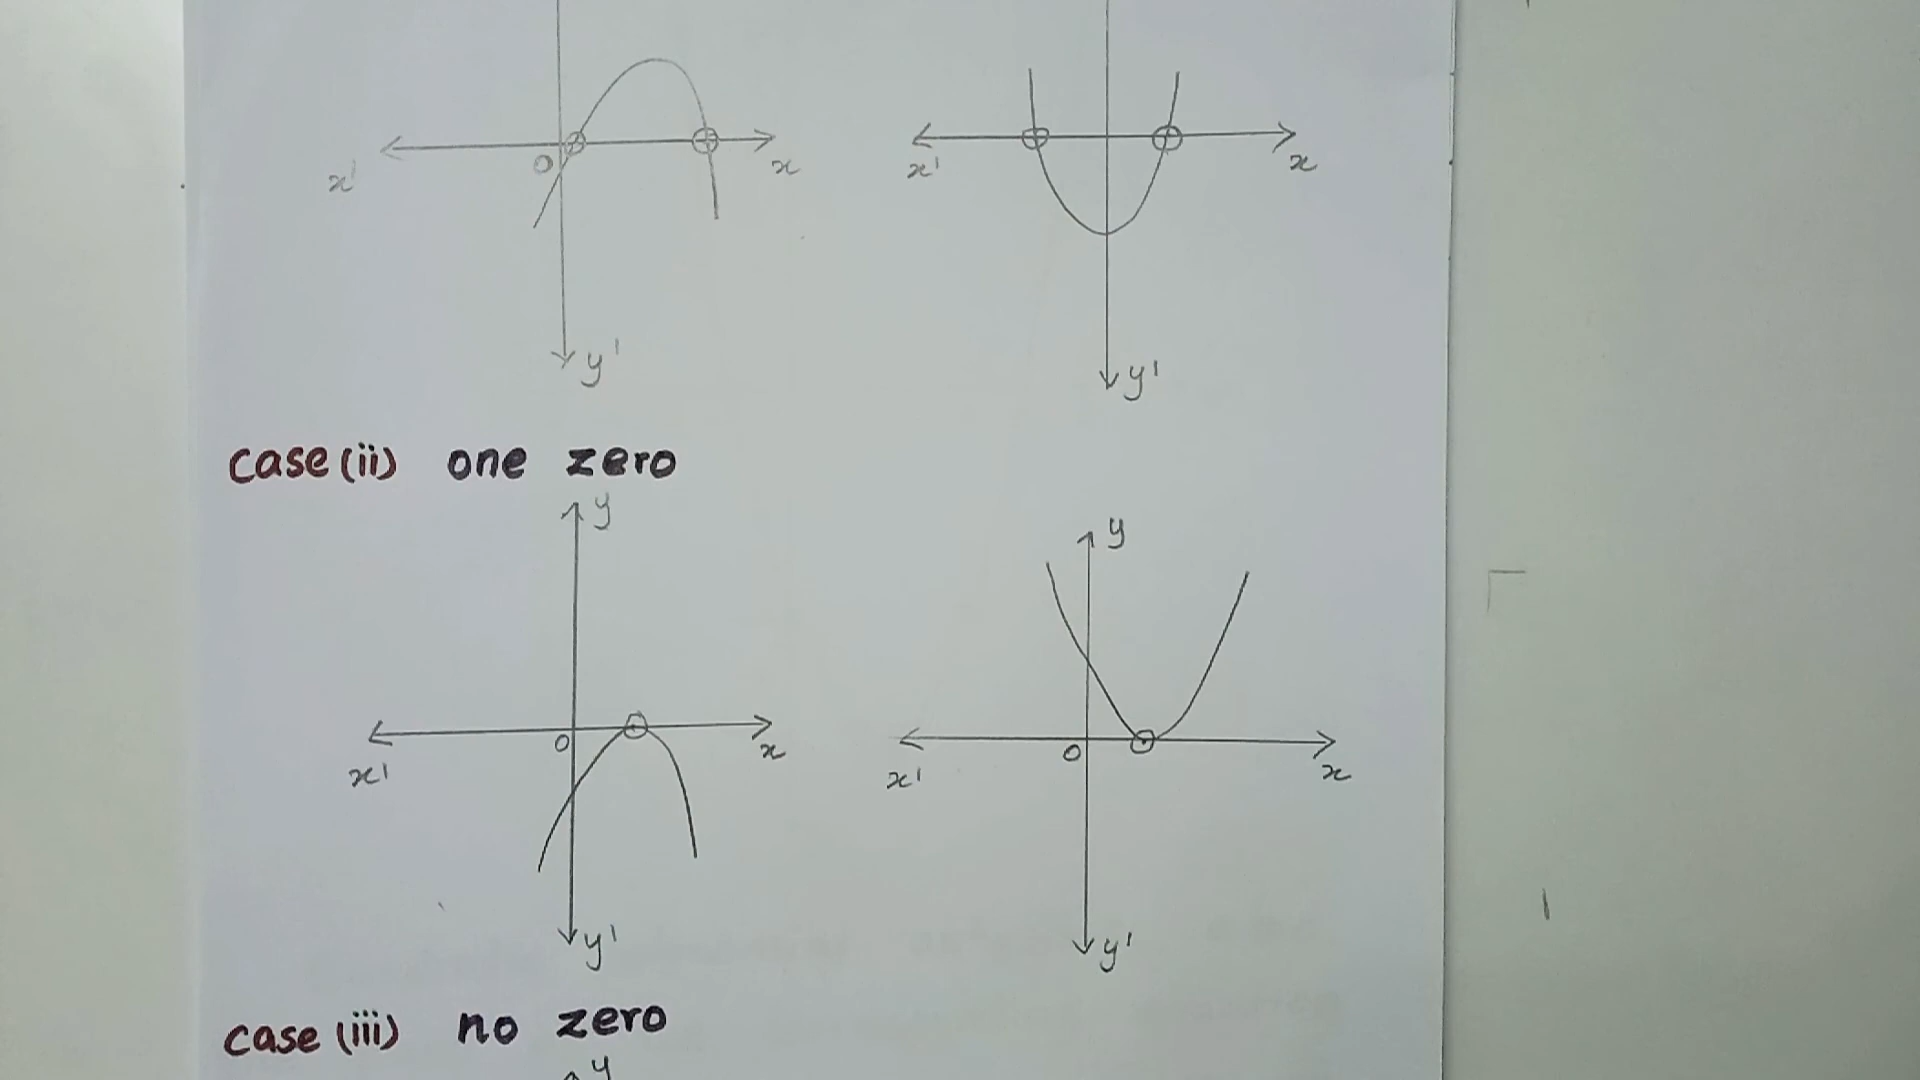 x' O x x' x
y' y'
case (ii) one zero
y y
x' O x x' O x
y' y'
case (iii) no zero
y